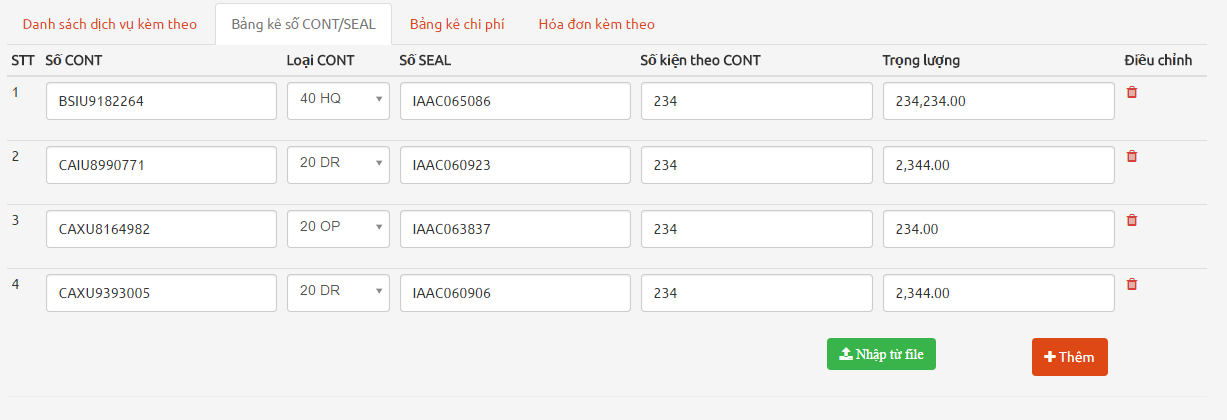 Danh sách dịch vụ kèm theo Bảng kê số CONT/SEAL Bảng kê chi phí Hóa đơn kèm theo
STT Số CONT Loại CONT Số SEAL Số kiện theo CONT Trọng lượng Điều chỉnh
1 BSIU9182264 40 HQ IAAC065086 234 234,234.00
2 CAIU8990771 20 DR IAAC060923 234 2,344.00
3 CAXU8164982 20 OP IAAC063837 234 234.00
4 CAXU9393005 20 DR IAAC060906 234 2,344.00
Nhập từ file Thêm